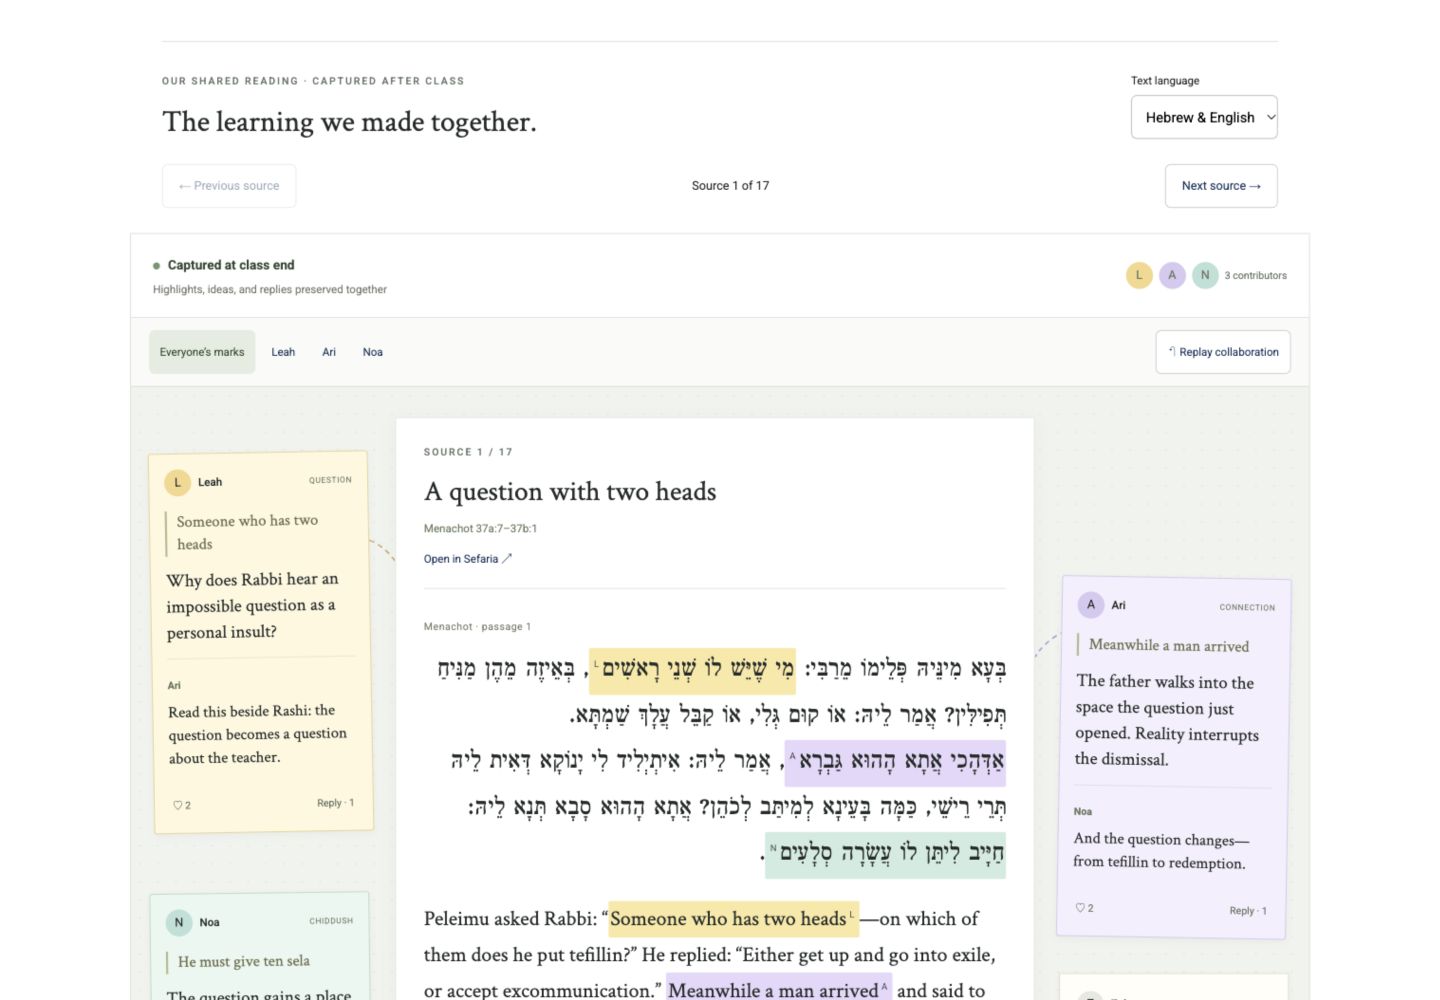 OUR SHARED READING · CAPTURED AFTER CLASS
The learning we made together.
Text language
Hebrew & English
← Previous source
Source 1 of 17
Next source →
Captured at class end
Highlights, ideas, and replies preserved together
L A N 3 contributors
Everyone's marks
Leah
Ari
Noa
Replay collaboration
L Leah QUESTION
Someone who has two
heads
Why does Rabbi hear an
impossible question as a
personal insult?
Ari
Read this beside Rashi: the
question becomes a question
about the teacher.
♡ 2 Reply · 1
N Noa CHIDDUSH
He must give ten sela
The question gains a place
SOURCE 1 / 17
A question with two heads
Menachot 37a:7–37b:1
Open in Sefaria ↗
Menachot · passage 1
בְּעָא מִינֵּיהּ פְּלֵימוֹ מֵרַבִּי: מִי שֶׁיֵּשׁ לוֹ שְׁנֵי רָאשִׁים L, בְּאֵיזֶה מֵהֶן מַנִּיחַ
תְּפִילִּין? אֲמַר לֵיהּ: אוֹ קוּם גְּלִי, אוֹ קַבֵּל עֲלָךְ שַׁמְתָּא.
אַדְּהָכִי אֲתָא הָהוּא גַּבְרָא A, אֲמַר לֵיהּ: אִיתְיְלִיד לִי יָנוֹקָא דְּאִית לֵיהּ
תְּרֵי רֵישֵׁי, כַּמָּה בָּעֵינָא לְמִיתַּב לְכֹהֵן? אֲתָא הָהוּא סָבָא תְּנָא לֵיהּ:
חַיָּיב לִיתֵּן לוֹ עֲשָׂרָה סְלָעִים N.
Peleimu asked Rabbi: “Someone who has two heads L —on which of
them does he put tefillin?” He replied: “Either get up and go into exile,
or accept excommunication.” Meanwhile a man arrived A and said to
A Ari CONNECTION
Meanwhile a man arrived
The father walks into the
space the question just
opened. Reality interrupts
the dismissal.
Noa
And the question changes—
from tefillin to redemption.
♡ 2 Reply · 1